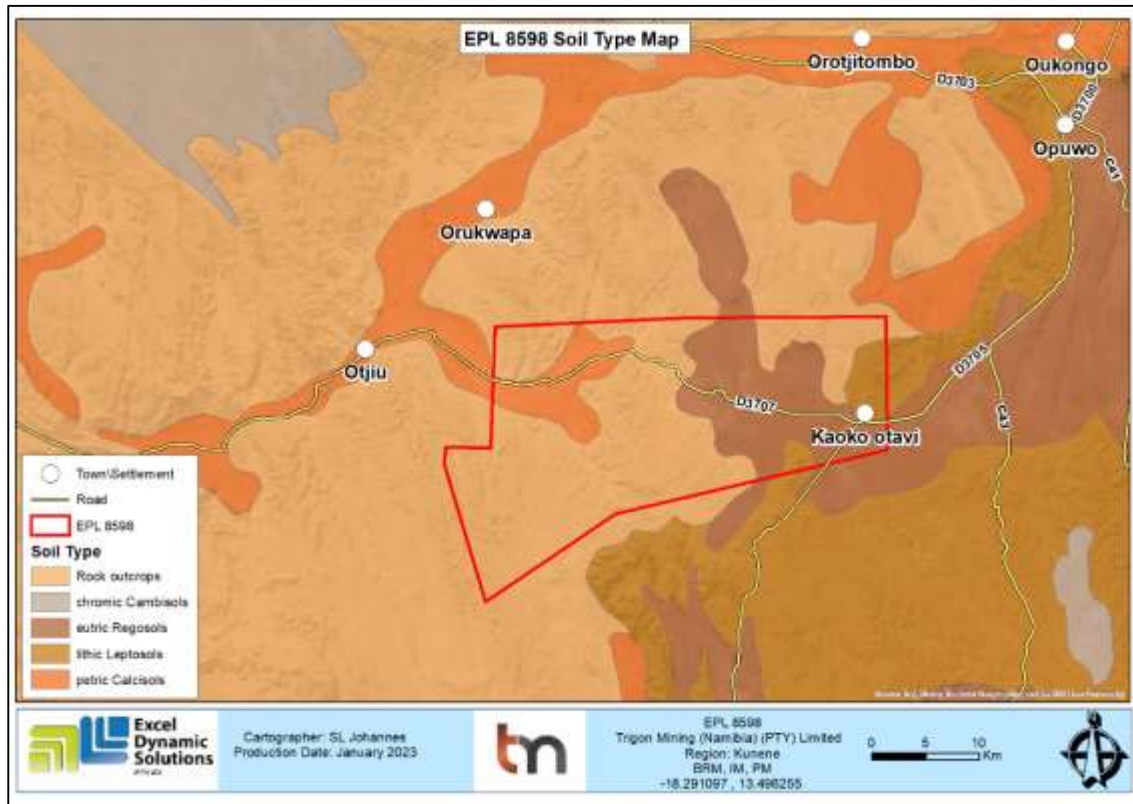 EPL 8598 Soil Type Map
Orotjitombo
Oukongo
D3703
D3700
Opuwo
C41
Orukwapa
Otjiu
D3707
D3705
Kaoko otavi
C43
Town\Settlement
Road
EPL 8598
Soil Type
Rock outcrops
chromic Cambisols
eutric Regosols
lithic Leptosols
petric Calcisols
Excel
Dynamic
Solutions
Cartographer: SL Johannes
Production Date: January 2023
tm
EPL 8598
Trigon Mining (Namibia) (PTY) Limited
Region: Kunene
BRM, IM, PM
-18.291097 , 13.496255
0 5 10
Km